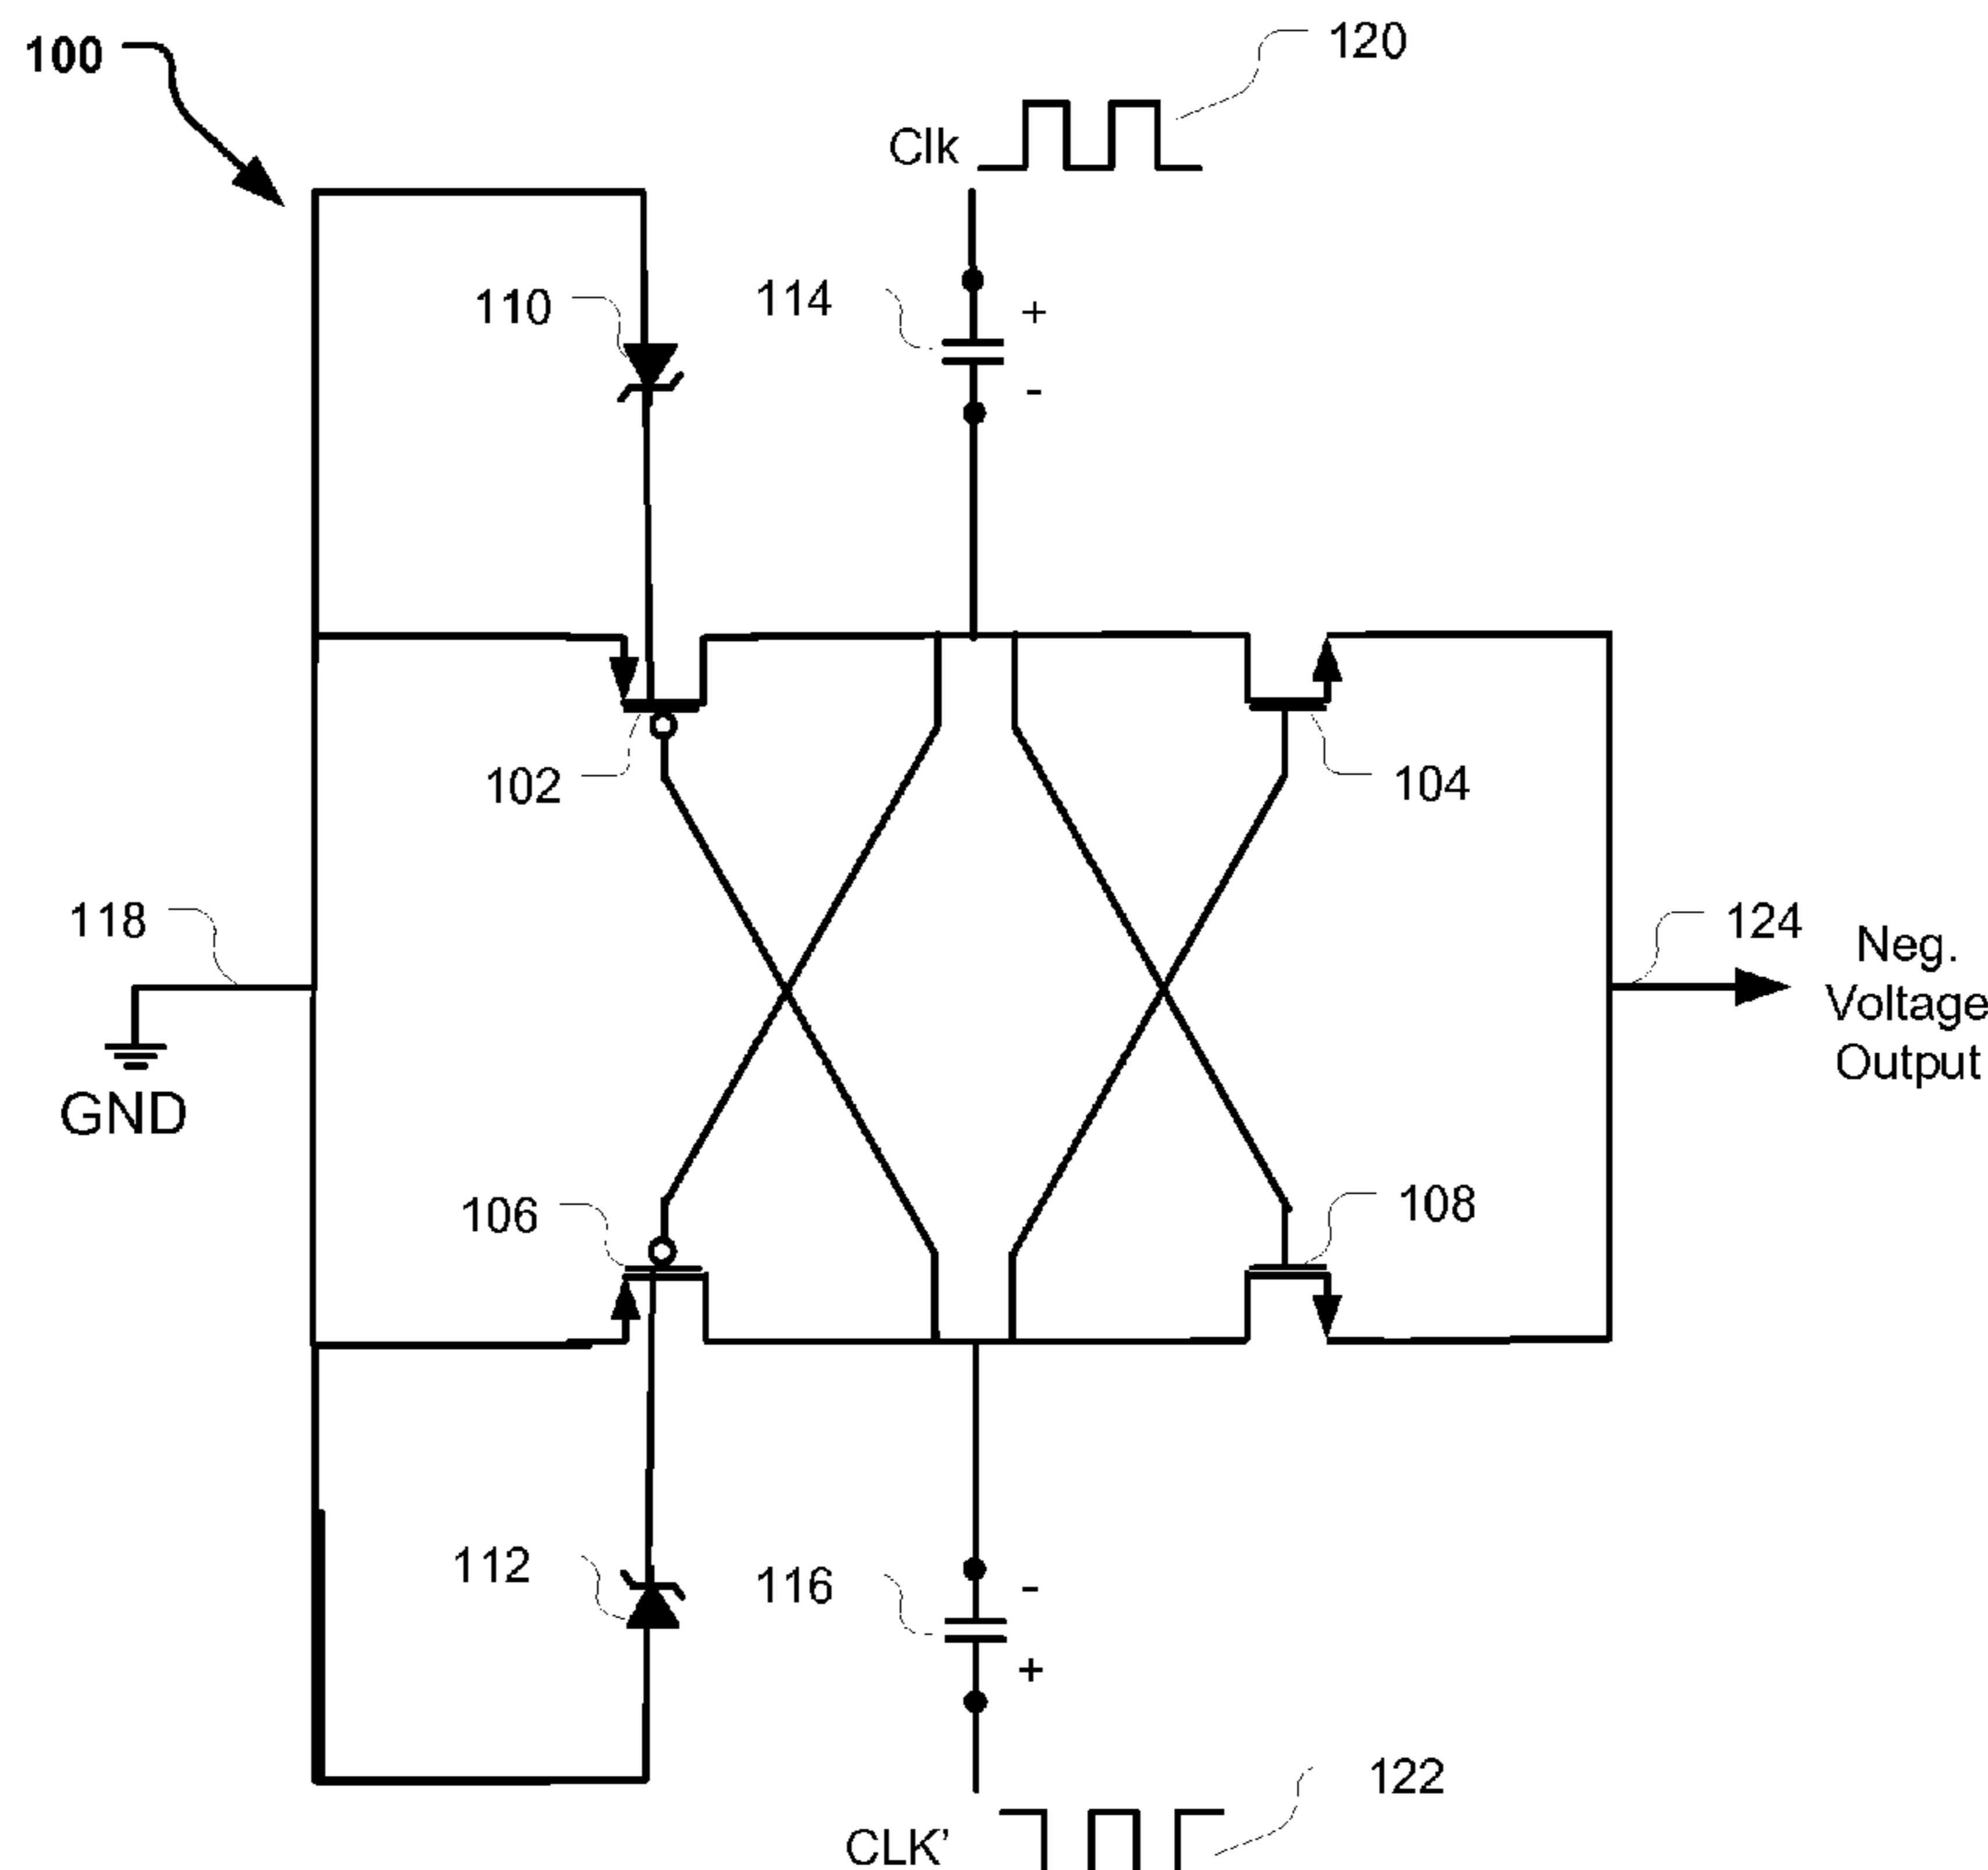 100
120
Clk
110
114
+
-
102
104
118
124
Neg.
Voltage
Output
GND
106
108
112
116
-
+
122
CLK'